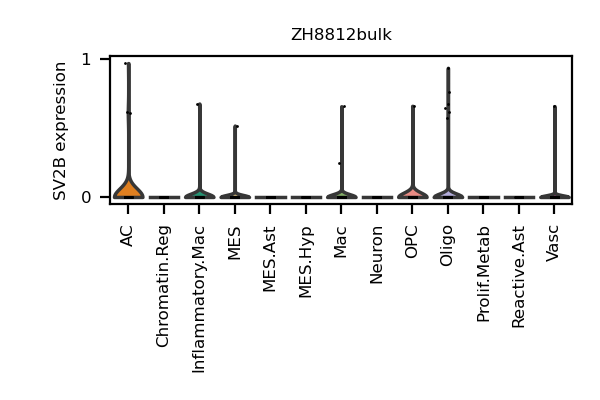 ZH8812bulk
SV2B expression
1
0
AC
Chromatin.Reg
Inflammatory.Mac
MES
MES.Ast
MES.Hyp
Mac
Neuron
OPC
Oligo
Prolif.Metab
Reactive.Ast
Vasc